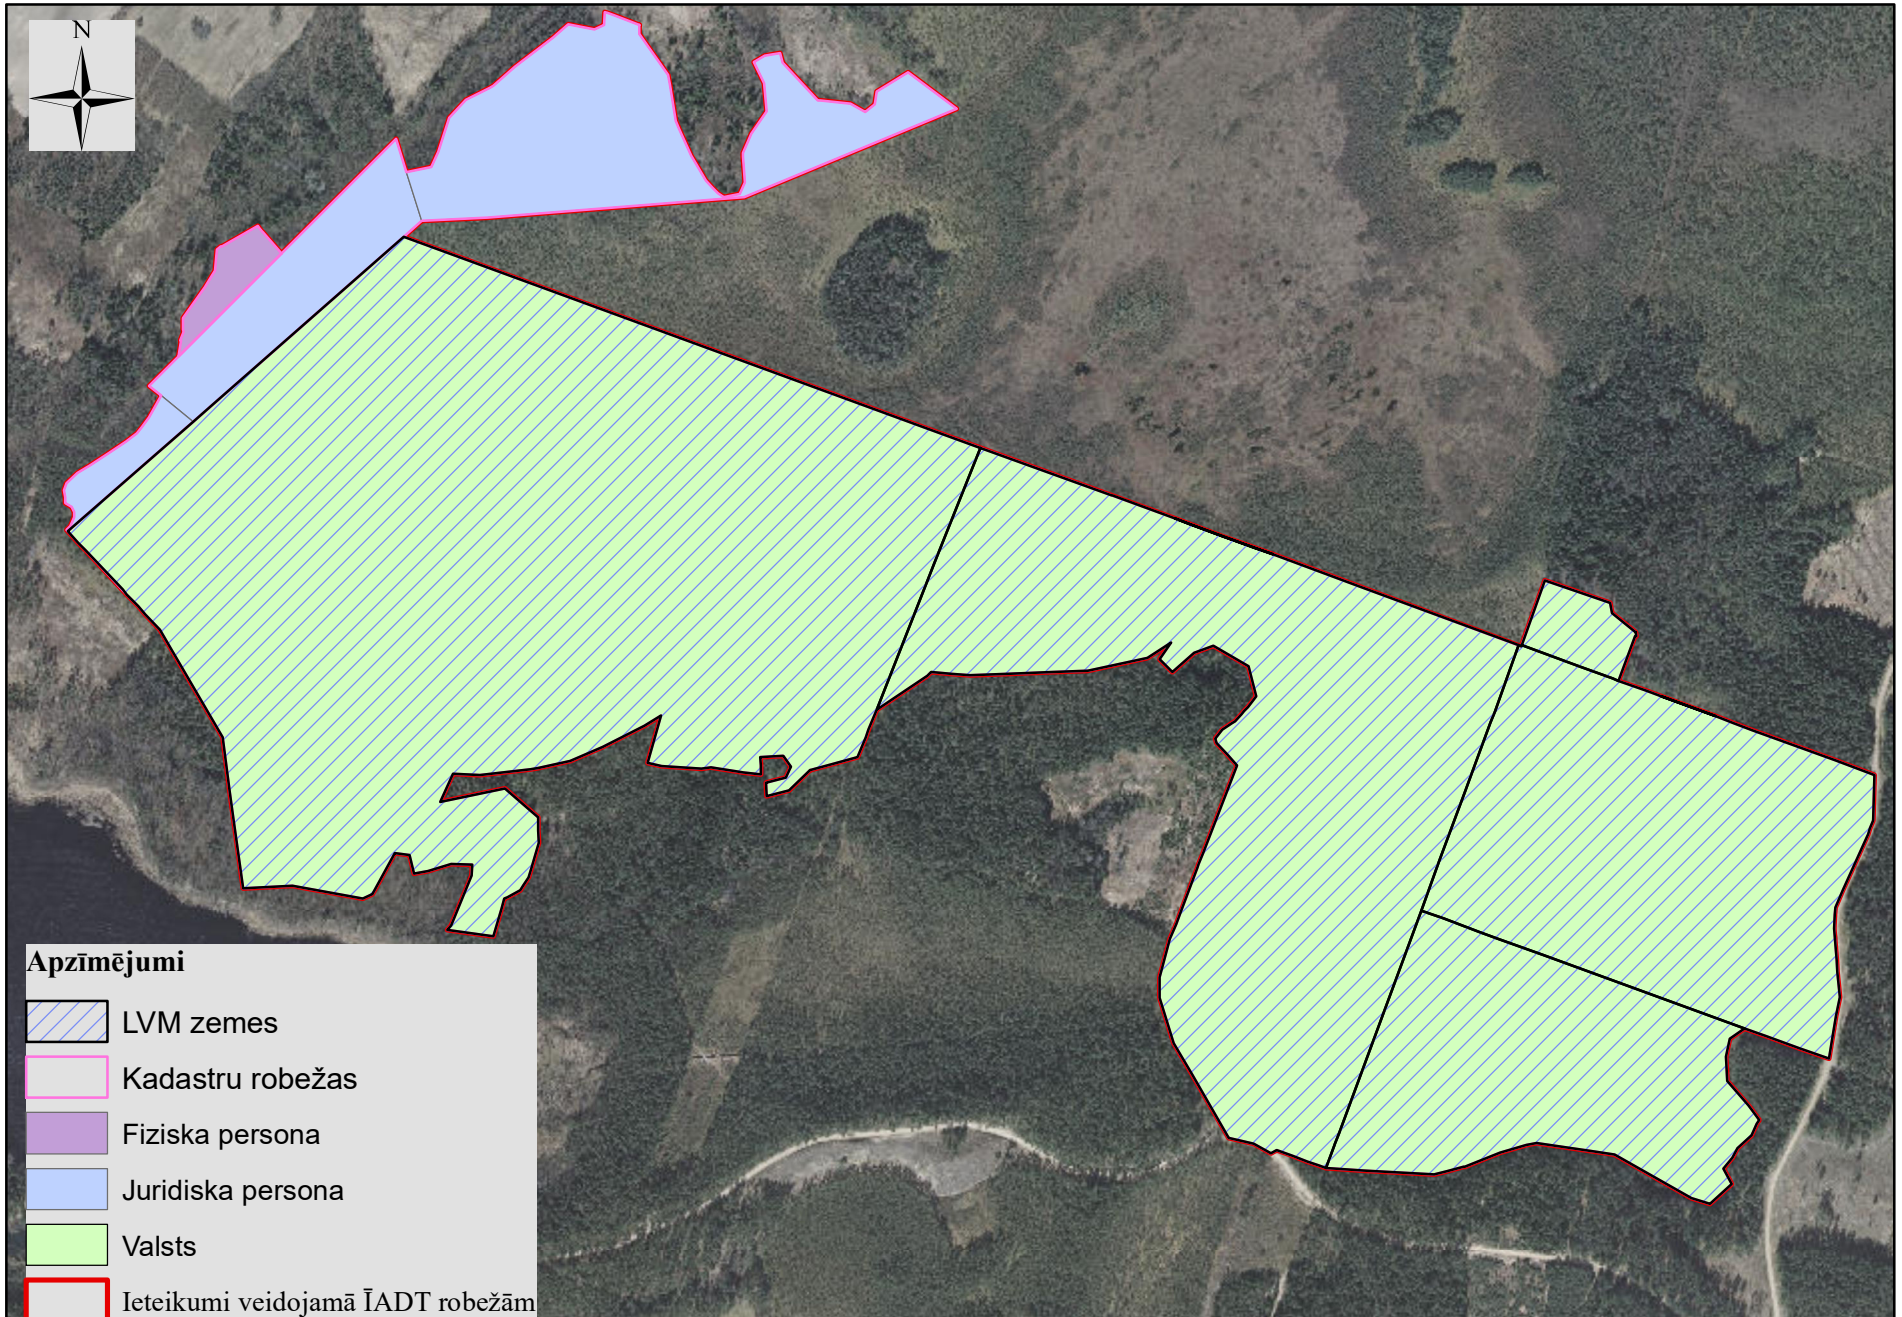 N
Apzīmējumi
LVM zemes
Kadastru robežas
Fiziska persona
Juridiska persona
Valsts
Ieteikumi veidojamā ĪADT robežām